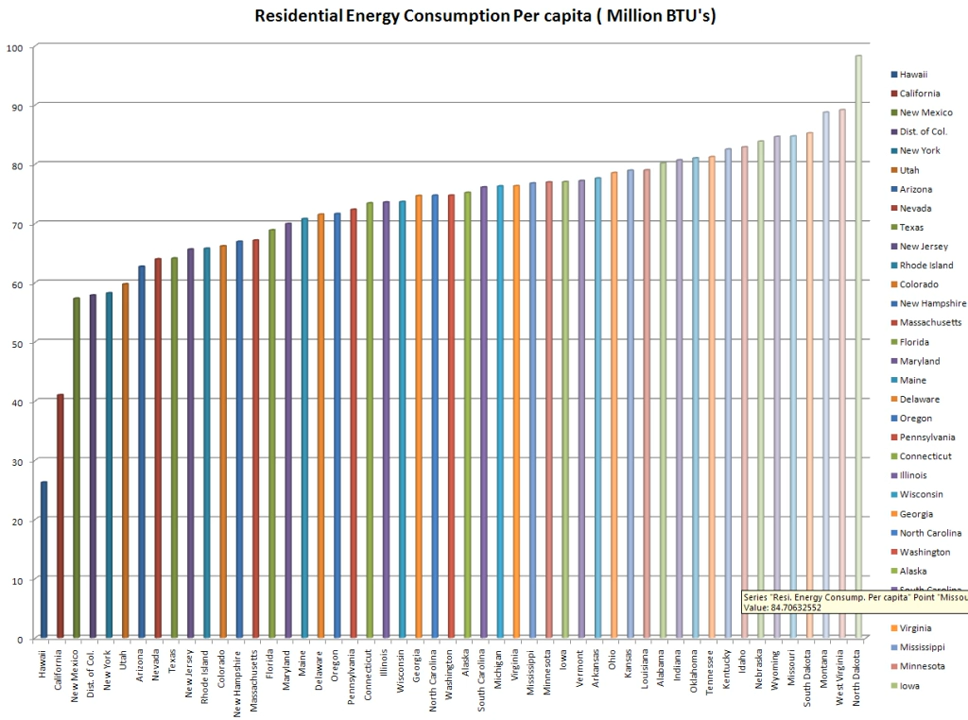 Residential Energy Consumption Per capita ( Million BTU's)
100
90
80
70
60
50
40
30
20
10
0
Hawaii
California
New Mexico
Dist. of Col.
New York
Utah
Arizona
Nevada
Texas
New Jersey
Rhode Island
Colorado
New Hampshire
Massachusetts
Florida
Maryland
Maine
Delaware
Oregon
Pennsylvania
Connecticut
Illinois
Wisconsin
Georgia
North Carolina
Washington
Alaska
South Carolina
Michigan
Virginia
Mississippi
Minnesota
Iowa
Vermont
Arkansas
Ohio
Kansas
Louisiana
Alabama
Indiana
Oklahoma
Tennessee
Kentucky
Idaho
Nebraska
Wyoming
Missouri
South Dakota
Montana
West Virginia
North Dakota
Hawaii
California
New Mexico
Dist. of Col.
New York
Utah
Arizona
Nevada
Texas
New Jersey
Rhode Island
Colorado
New Hampshire
Massachusetts
Florida
Maryland
Maine
Delaware
Oregon
Pennsylvania
Connecticut
Illinois
Wisconsin
Georgia
North Carolina
Washington
Alaska
South Carolina
Series "Resi. Energy Consump. Per capita" Point "Missou
Value: 84.70632552
Virginia
Mississippi
Minnesota
Iowa